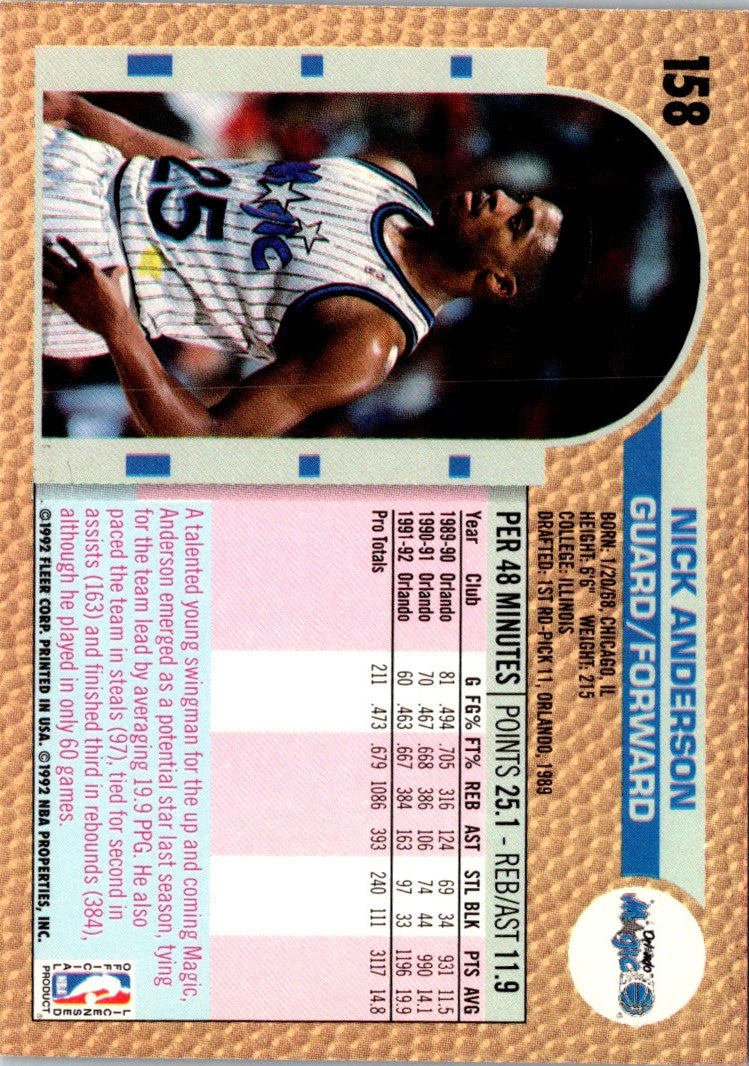 158
MAGIC
25
NICK ANDERSON
GUARD/FORWARD
Orlando
Magic
BORN: 1/20/68, CHICAGO, IL
HEIGHT: 6'6" WEIGHT: 215
COLLEGE: ILLINOIS
DRAFTED: 1ST RD-PICK 11, ORLANDO, 1989
PER 48 MINUTES | POINTS 25.1 - REB/AST 11.9
Year Club G FG% FT% REB AST STL BLK PTS AVG
1989-90 Orlando 81 .494 .705 316 124 69 34 931 11.5
1990-91 Orlando 70 .467 .668 386 106 74 44 990 14.1
1991-92 Orlando 60 .463 .667 384 163 97 33 1196 19.9
Pro Totals 211 .473 .679 1086 393 240 111 3117 14.8
A talented young swingman for the up and coming Magic,
Anderson emerged as a potential star last season, tying
for the team lead by averaging 19.9 PPG. He also
paced the team in steals (97), tied for second in
assists (163) and finished third in rebounds (384),
although he played in only 60 games.
©1992 FLEER CORP. PRINTED IN USA. ©1992 NBA PROPERTIES, INC.
OFFICIAL
LICENSED
NBA
PRODUCT